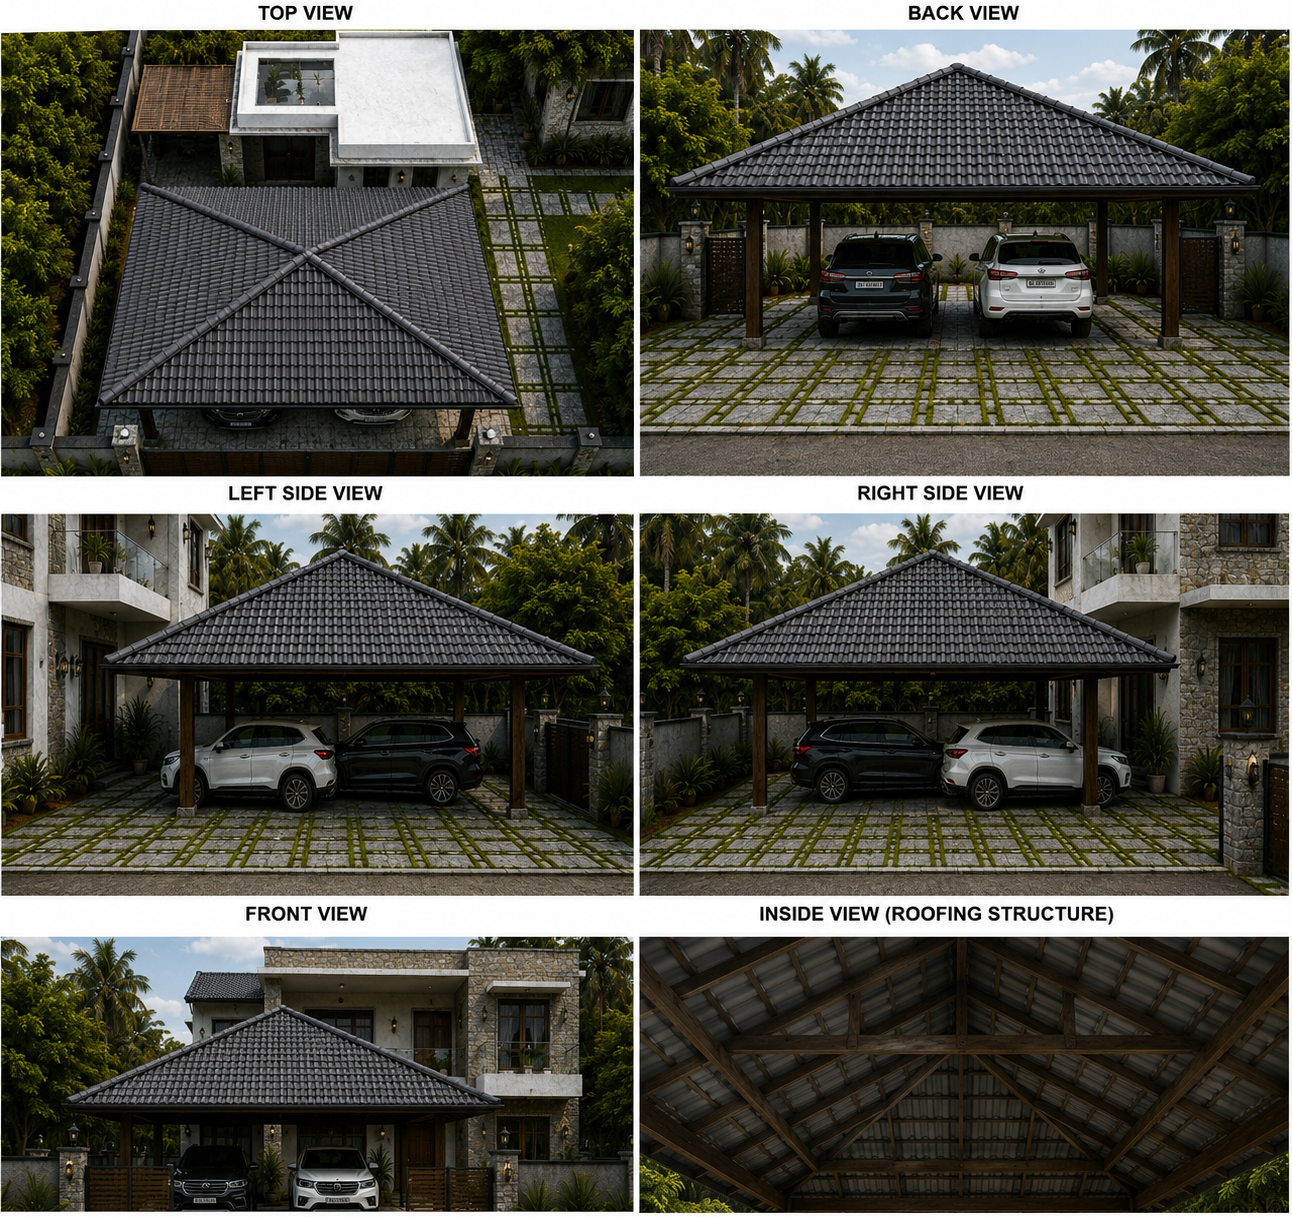 TOP VIEW
BACK VIEW
LEFT SIDE VIEW
RIGHT SIDE VIEW
FRONT VIEW
INSIDE VIEW (ROOFING STRUCTURE)